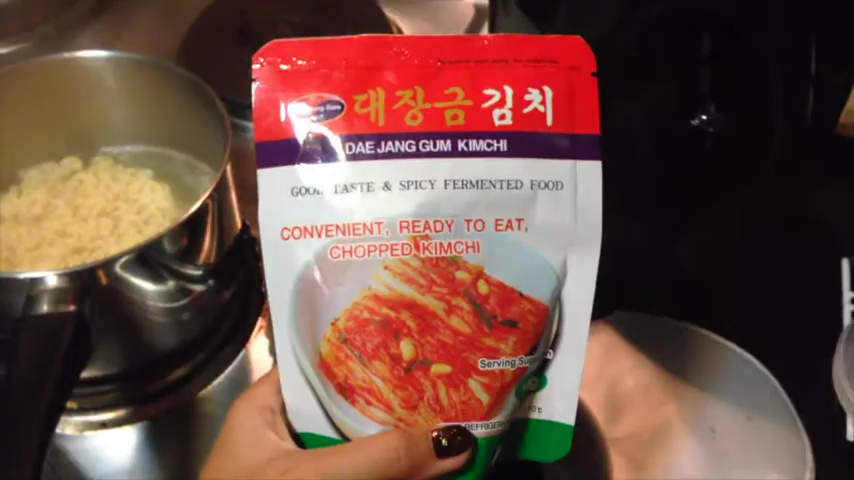 대장금 김치
DAE JANG GUM KIMCHI
GOOD TASTE & SPICY FERMENTED FOOD
CONVENIENT, READY TO EAT,
CHOPPED KIMCHI
Serving